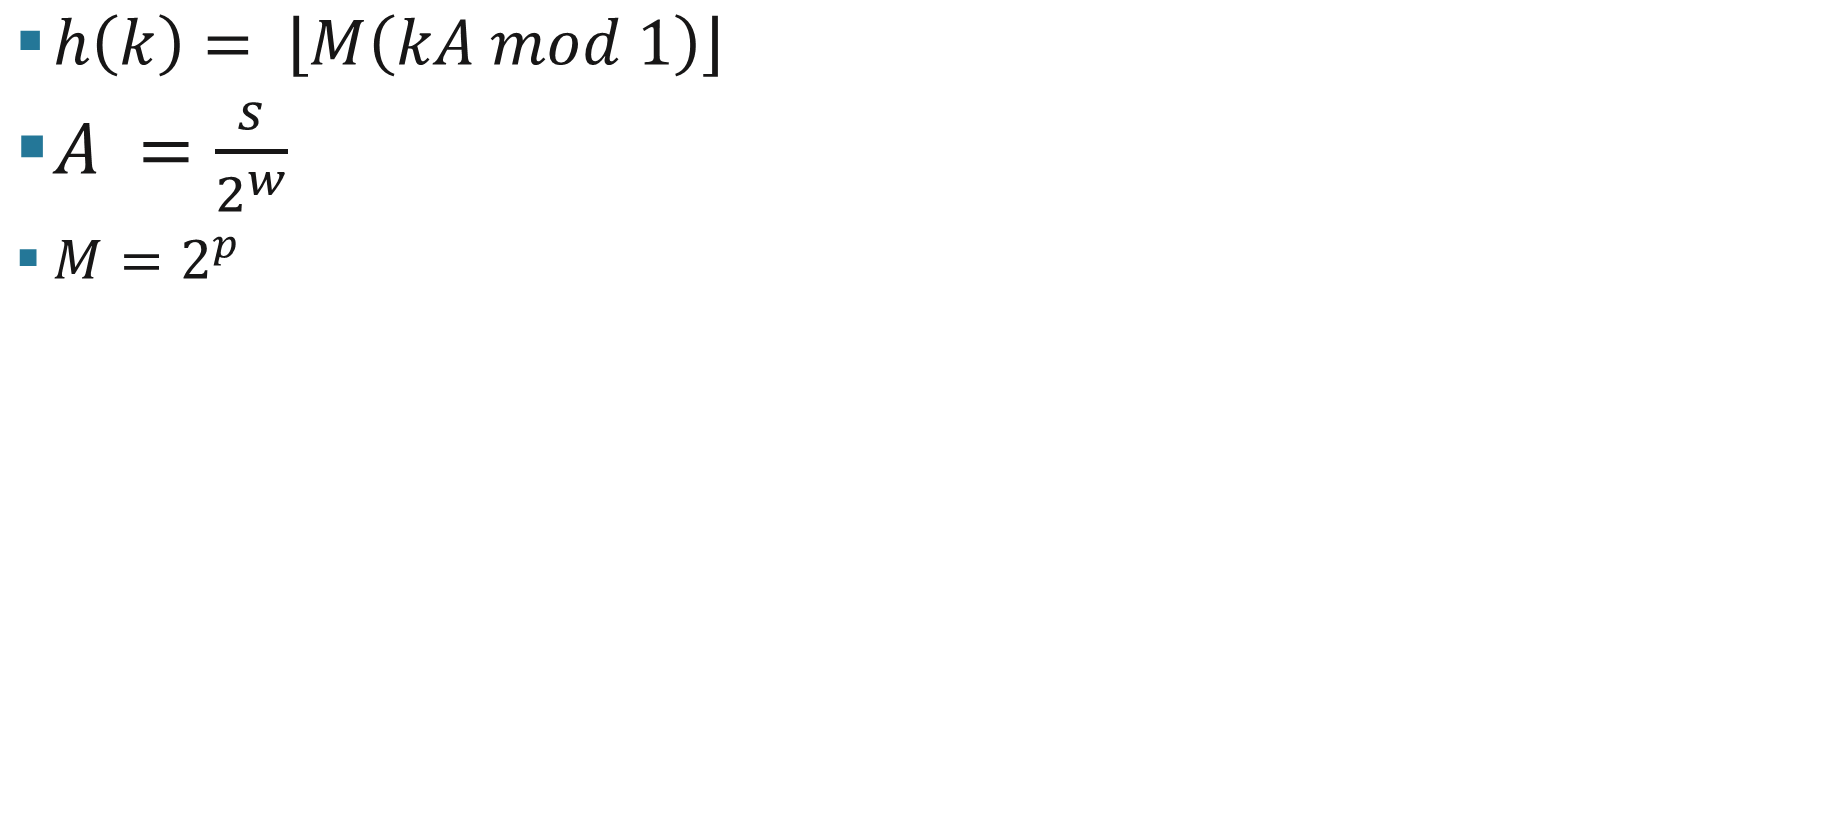 ▪ h(k) = ⌊M(kA mod 1)⌋
▪ A = s/2^w
▪ M = 2^p